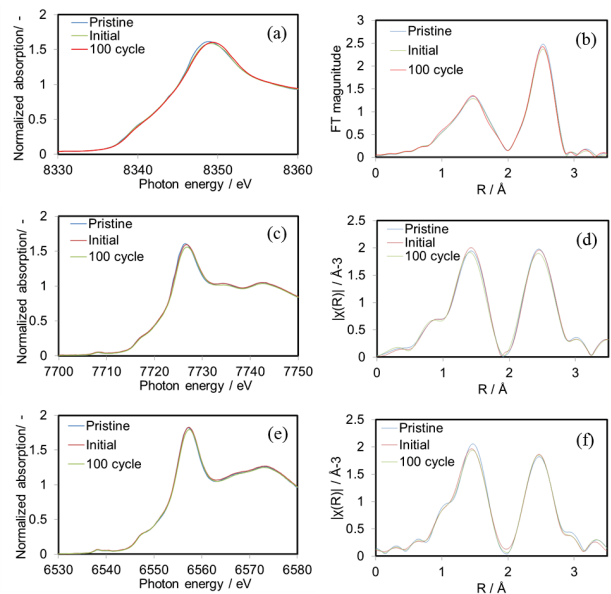 Normalized absorption/ -
2
1.5
1
0.5
0
Pristine
Initial
100 cycle
(a)
8330
8340
8350
8360
Photon energy / eV
FT magunitude
3
2.5
2
1.5
1
0.5
0
Pristine
Initial
100 cycle
(b)
0
1
2
3
R / Å
Normalized absorption/ -
2
1.5
1
0.5
0
Pristine
Initial
100 cycle
(c)
7700
7710
7720
7730
7740
7750
Photon energy / eV
|χ(R)| / Å-3
2.5
2
1.5
1
0.5
0
Pristine
Initial
100 cycle
(d)
0
1
2
3
R / Å
Normalized absorption/ -
2
1.5
1
0.5
0
Pristine
Initial
100 cycle
(e)
6530
6540
6550
6560
6570
6580
Photon energy / eV
|χ(R)| / Å-3
2.5
2
1.5
1
0.5
0
Pristine
Initial
100 cycle
(f)
0
1
2
3
R / Å